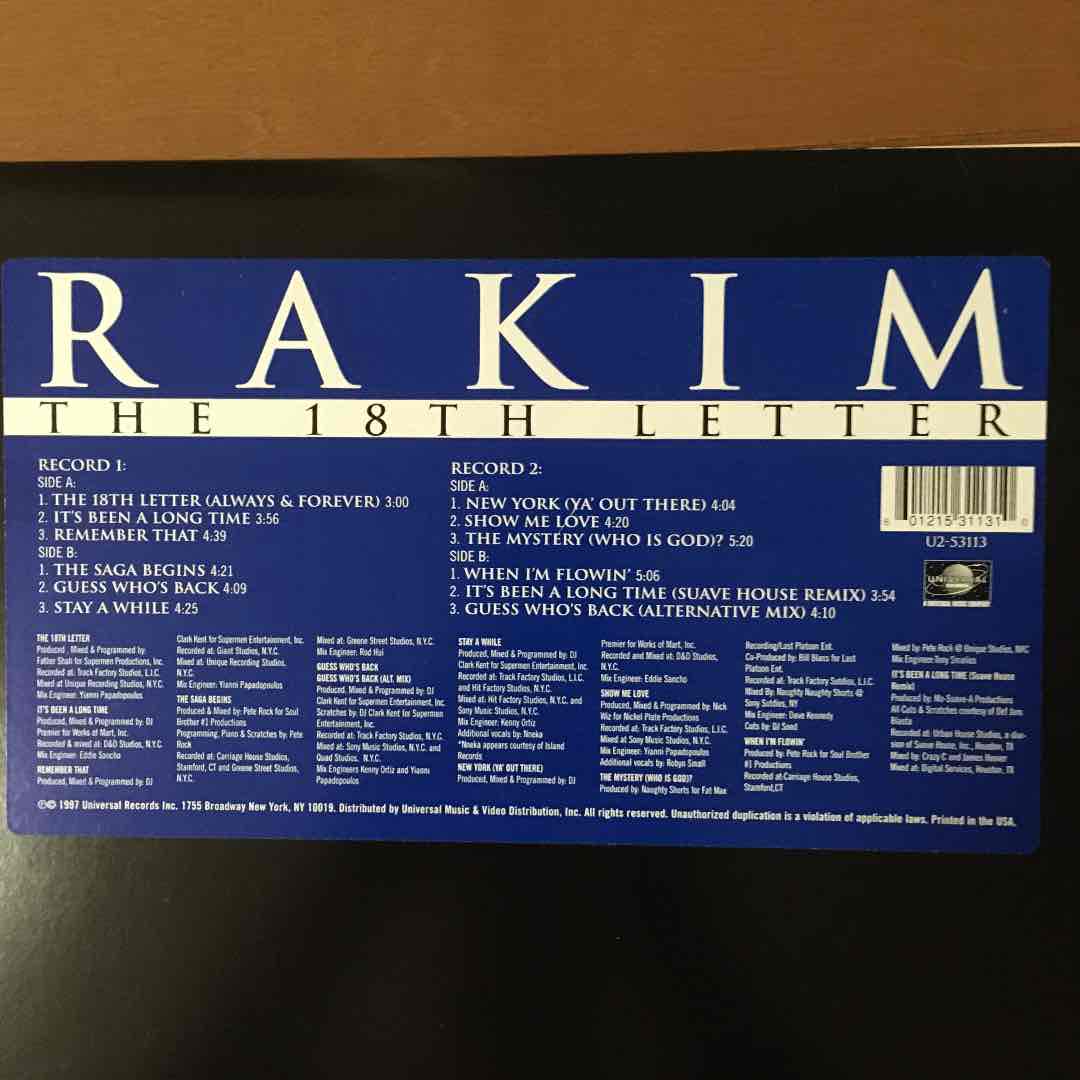 RAKIM
THE 18TH LETTER
RECORD 1:
SIDE A:
1. THE 18TH LETTER (ALWAYS & FOREVER) 3:00
2. IT'S BEEN A LONG TIME 3:56
3. REMEMBER THAT 4:39
SIDE B:
1. THE SAGA BEGINS 4:21
2. GUESS WHO'S BACK 4:09
3. STAY A WHILE 4:25
RECORD 2:
SIDE A:
1. NEW YORK (YA' OUT THERE) 4:04
2. SHOW ME LOVE 4:20
3. THE MYSTERY (WHO IS GOD)? 5:20
SIDE B:
1. WHEN I'M FLOWIN' 5:06
2. IT'S BEEN A LONG TIME (SUAVE HOUSE REMIX) 3:54
3. GUESS WHO'S BACK (ALTERNATIVE MIX) 4:10
8 01215 31131 0
U2-53113
UNIVERSAL
THE 18TH LETTER
Produced, Mixed & Programmed by:
Father Shah for Supermen Productions, Inc.
Recorded at: Track Factory Studios, L.I.C.
Mixed at Unique Recording Studios, N.Y.C.
Mix Engineer: Yianni Papadopoulos
IT'S BEEN A LONG TIME
Produced, Mixed & Programmed by: DJ
Premier for Works of Mart, Inc.
Recorded & mixed at: D&D Studios, N.Y.C.
Mix Engineer: Eddie Sancho
REMEMBER THAT
Produced, Mixed & Programmed by: DJ
Clark Kent for Supermen Entertainment, Inc.
Recorded at: Giant Studios, N.Y.C.
Mixed at: Unique Recording Studios,
N.Y.C.
Mix Engineer: Yianni Papadopulos
THE SAGA BEGINS
Produced & Mixed by: Pete Rock for Soul
Brother #1 Productions
Programming, Piano & Scratches by: Pete
Rock
Recorded at: Carriage House Studios,
Stamford, CT and Greene Street Studios,
N.Y.C.
Mixed at: Greene Street Studios, N.Y.C.
Mix Engineer: Rod Hui
GUESS WHO'S BACK
GUESS WHO'S BACK (ALT. MIX)
Produced, Mixed & Programmed by: DJ
Clark Kent for Supermen Entertainment, Inc.
Scratches by: DJ Clark Kent for Supermen
Entertainment, Inc.
Recorded at: Track Factory Studios, N.Y.C.
Mixed at: Sony Music Studios, N.Y.C. and
Quad Studios, N.Y.C.
Mix Engineers Kenny Ortiz and Yianni
Papadopoulos
STAY A WHILE
Produced, Mixed & Programmed by: DJ
Clark Kent for Supermen Entertainment, Inc.
Recorded at: Track Factory Studios, L.I.C.
and Hit Factory Studios, N.Y.C.
Mixed at: Hit Factory Studios, N.Y.C. and
Sony Music Studios, N.Y.C.
Mix Engineer: Kenny Ortiz
Additional vocals by: Nneka
*Nneka appears courtesy of Island
Records
NEW YORK (YA' OUT THERE)
Produced, Mixed & Programmed by: DJ
Premier for Works of Mart, Inc.
Recorded and Mixed at: D&D Studios,
N.Y.C.
Mix Engineer: Eddie Sancho
SHOW ME LOVE
Produced, Mixed & Programmed by: Nick
Wiz for Nickel Plate Productions
Recorded at: Track Factory Studios, L.I.C.
Mixed at: Sony Music Studios, N.Y.C.
Mix Engineer: Yianni Papadopoulos
Additional vocals by: Robyn Small
THE MYSTERY (WHO IS GOD)?
Produced by: Naughty Shorts for Fat Max
Recording/Last Platoon Ent.
Co-Produced by: Bill Blass for Last
Platoon Ent.
Recorded at: Track Factory Sutdios, L.I.C.
Mixed By: Naughty Naughty Shorts @
Sony Sutdios, NY
Mix Engineer: Dave Kennedy
Cuts by: DJ Seed
WHEN I'M FLOWIN'
Produced by: Pete Rock for Soul Brother
#1 Productions
Recorded at:Carriage House Studios,
Stamford,CT
Mixed by: Pete Rock @ Unique Studios, NYC
Mix Engineer:Tony Smalios
IT'S BEEN A LONG TIME (Suave House
Remix)
Produced by: Mo-Suave-A-Productions
All Cuts & Scratches courtesy of Def Jam
Blasta
Recorded at: Urban House Studios, a divi-
sion of Suave House, Inc., Houston, TX
Mixed by: Crazy C and James Hoover
Mixed at: Digital Services, Houston, TX
℗© 1997 Universal Records Inc. 1755 Broadway New York, NY 10019. Distributed by Universal Music & Video Distribution, Inc. All rights reserved. Unauthorized duplication is a violation of applicable laws. Printed in the USA.